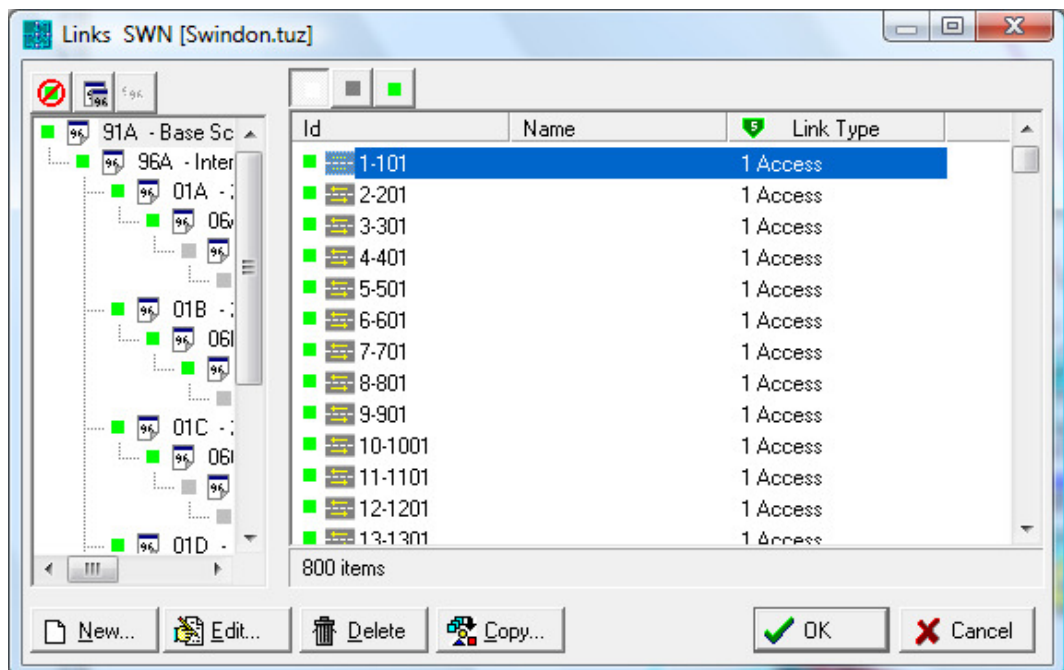 Links SWN [Swindon.tuz]
91A - Base Sc
96A - Inter
01A - :
06
01B - :
06
01C - :
06
01D -
Id Name Link Type
1-101 1 Access
2-201 1 Access
3-301 1 Access
4-401 1 Access
5-501 1 Access
6-601 1 Access
7-701 1 Access
8-801 1 Access
9-901 1 Access
10-1001 1 Access
11-1101 1 Access
12-1201 1 Access
13-1301 1 Access
800 items
New... Edit... Delete Copy... OK Cancel